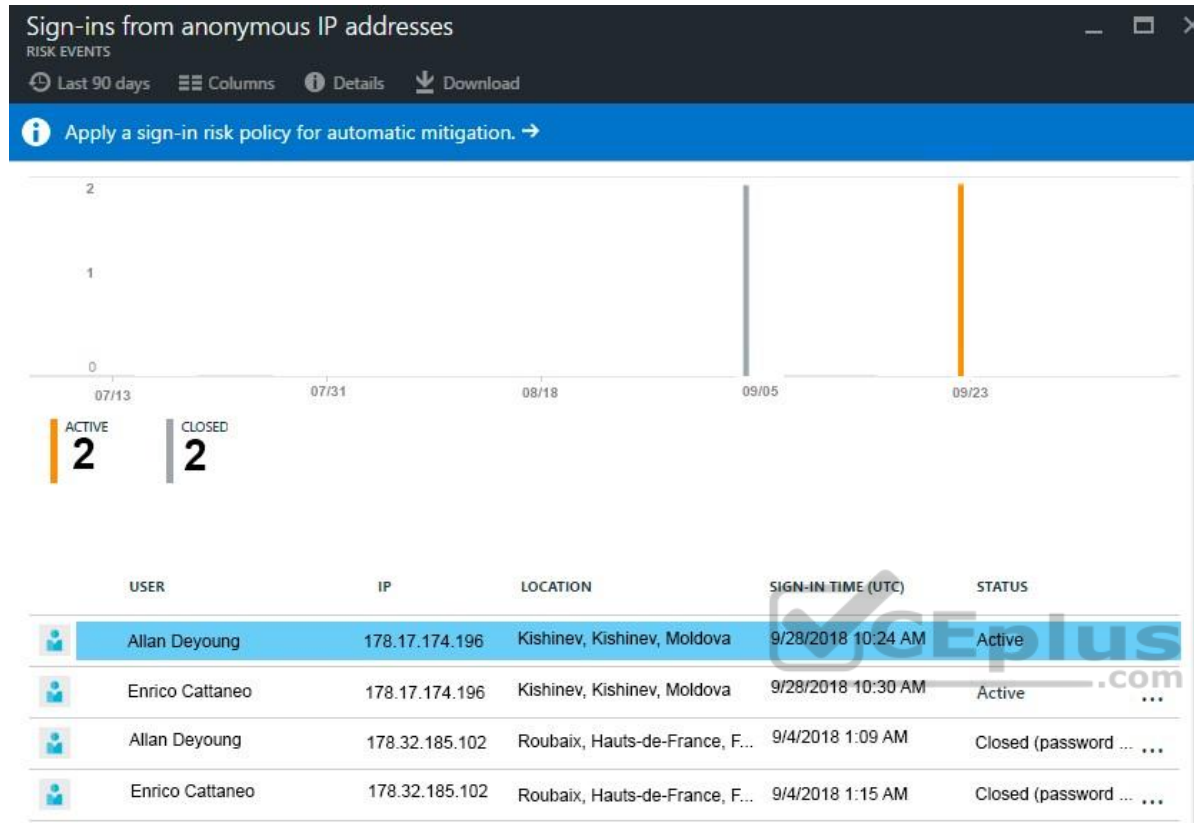 Sign-ins from anonymous IP addresses
RISK EVENTS
Last 90 days Columns Details Download
Apply a sign-in risk policy for automatic mitigation. →
2
1
0
07/13 07/31 08/18 09/05 09/23
ACTIVE CLOSED
2 2
USER IP LOCATION SIGN-IN TIME (UTC) STATUS
Allan Deyoung 178.17.174.196 Kishinev, Kishinev, Moldova 9/28/2018 10:24 AM Active
Enrico Cattaneo 178.17.174.196 Kishinev, Kishinev, Moldova 9/28/2018 10:30 AM Active ...
Allan Deyoung 178.32.185.102 Roubaix, Hauts-de-France, F... 9/4/2018 1:09 AM Closed (password ... ...
Enrico Cattaneo 178.32.185.102 Roubaix, Hauts-de-France, F... 9/4/2018 1:15 AM Closed (password ... ...
CEplus
.com